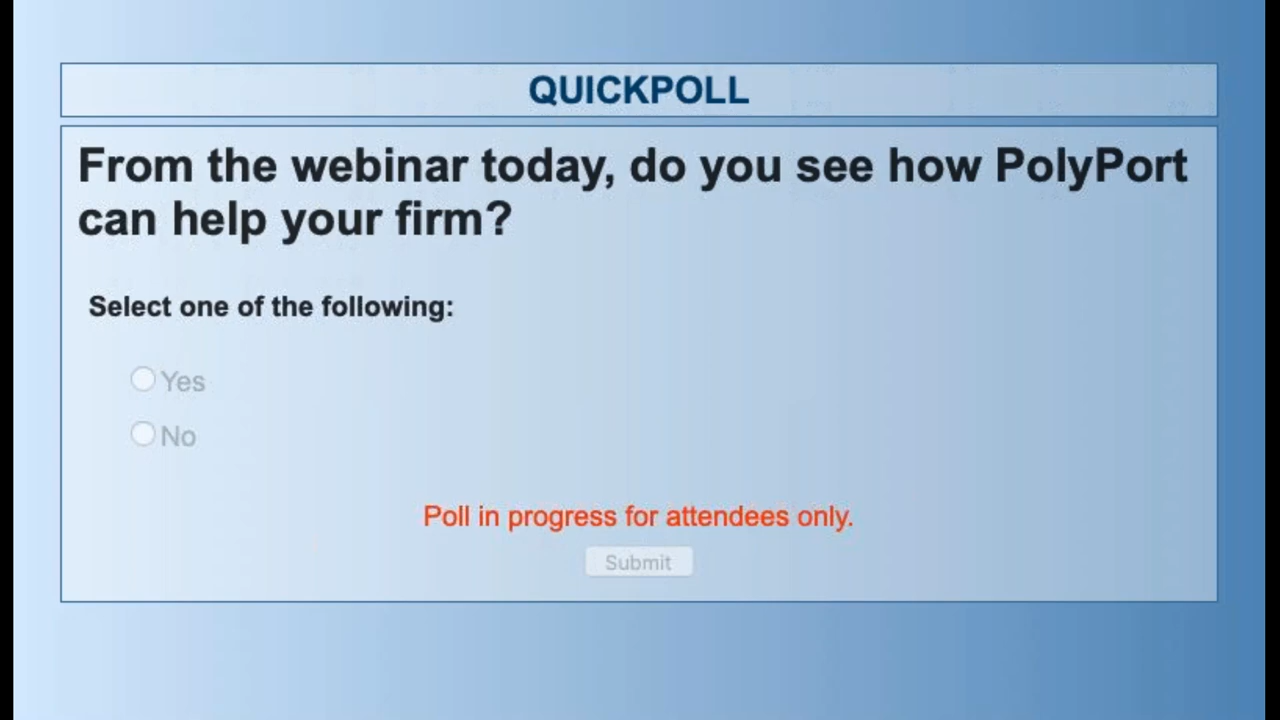 QUICKPOLL
From the webinar today, do you see how PolyPort
can help your firm?
Select one of the following:
Yes
No
Poll in progress for attendees only.
Submit